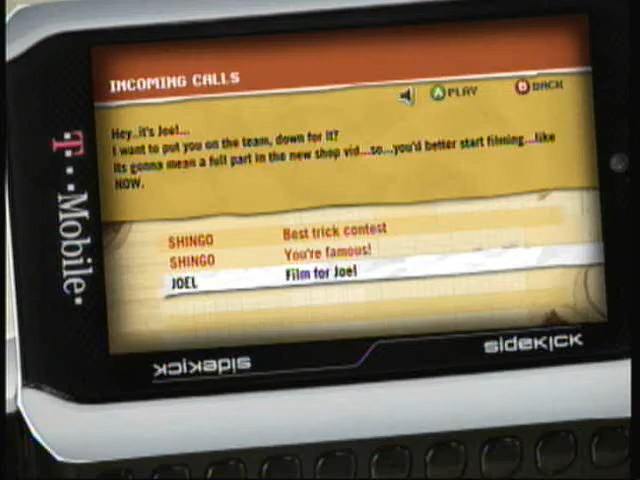 INCOMING CALLS
A PLAY
B BACK
Hey...it's Joel...
I want to put you on the team, down for it?
Its gonna mean a full part in the new shop vid...so...you'd better start filming...like
NOW.
SHINGO Best trick contest
SHINGO You're famous!
JOEL Film for Joel
T··Mobile·
sidekick
sidekick